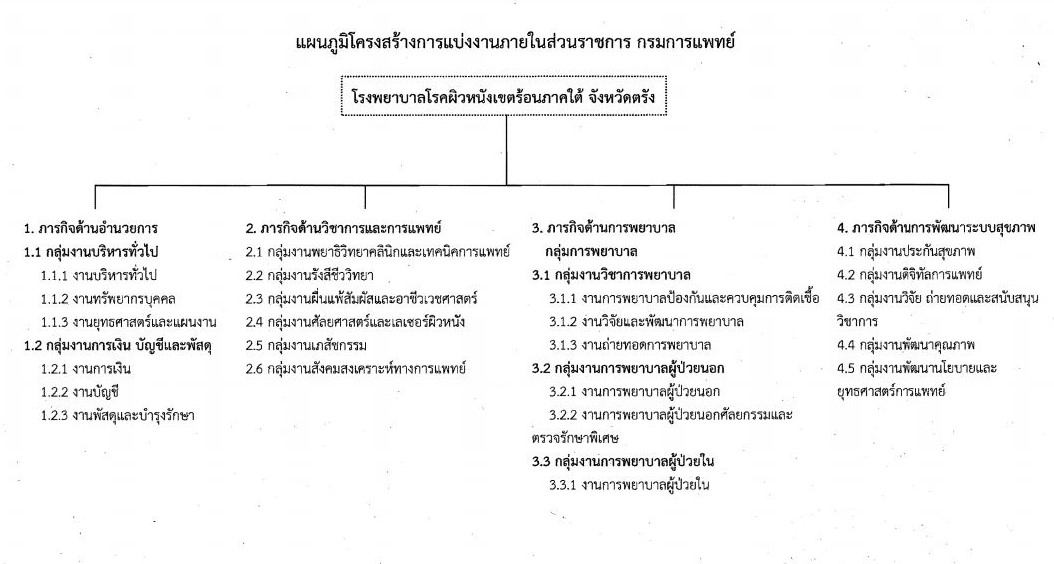 แผนภูมิโครงสร้างการแบ่งงานภายในส่วนราชการ กรมการแพทย์
โรงพยาบาลโรคผิวหนังเขตร้อนภาคใต้ จังหวัดตรัง
1. ภารกิจด้านอำนวยการ
1.1 กลุ่มงานบริหารทั่วไป
1.1.1 งานบริหารทั่วไป
1.1.2 งานทรัพยากรบุคคล
1.1.3 งานยุทธศาสตร์และแผนงาน
1.2 กลุ่มงานการเงิน บัญชีและพัสดุ
1.2.1 งานการเงิน
1.2.2 งานบัญชี
1.2.3 งานพัสดุและบำรุงรักษา
2. ภารกิจด้านวิชาการและการแพทย์
2.1 กลุ่มงานพยาธิวิทยาคลินิกและเทคนิคการแพทย์
2.2 กลุ่มงานรังสีชีววิทยา
2.3 กลุ่มงานผื่นแพ้สัมผัสและอาชีวเวชศาสตร์
2.4 กลุ่มงานศัลยศาสตร์และเลเซอร์ผิวหนัง
2.5 กลุ่มงานเภสัชกรรม
2.6 กลุ่มงานสังคมสงเคราะห์ทางการแพทย์
3. ภารกิจด้านการพยาบาล
กลุ่มการพยาบาล
3.1 กลุ่มงานวิชาการพยาบาล
3.1.1 งานการพยาบาลป้องกันและควบคุมการติดเชื้อ
3.1.2 งานวิจัยและพัฒนาการพยาบาล
3.1.3 งานถ่ายทอดการพยาบาล
3.2 กลุ่มงานการพยาบาลผู้ป่วยนอก
3.2.1 งานการพยาบาลผู้ป่วยนอก
3.2.2 งานการพยาบาลผู้ป่วยนอกศัลยกรรมและ
ตรวจรักษาพิเศษ
3.3 กลุ่มงานการพยาบาลผู้ป่วยใน
3.3.1 งานการพยาบาลผู้ป่วยใน
4. ภารกิจด้านการพัฒนาระบบสุขภาพ
4.1 กลุ่มงานประกันสุขภาพ
4.2 กลุ่มงานดิจิทัลการแพทย์
4.3 กลุ่มงานวิจัย ถ่ายทอดและสนับสนุน
วิชาการ
4.4 กลุ่มงานพัฒนาคุณภาพ
4.5 กลุ่มงานพัฒนานโยบายและ
ยุทธศาสตร์การแพทย์